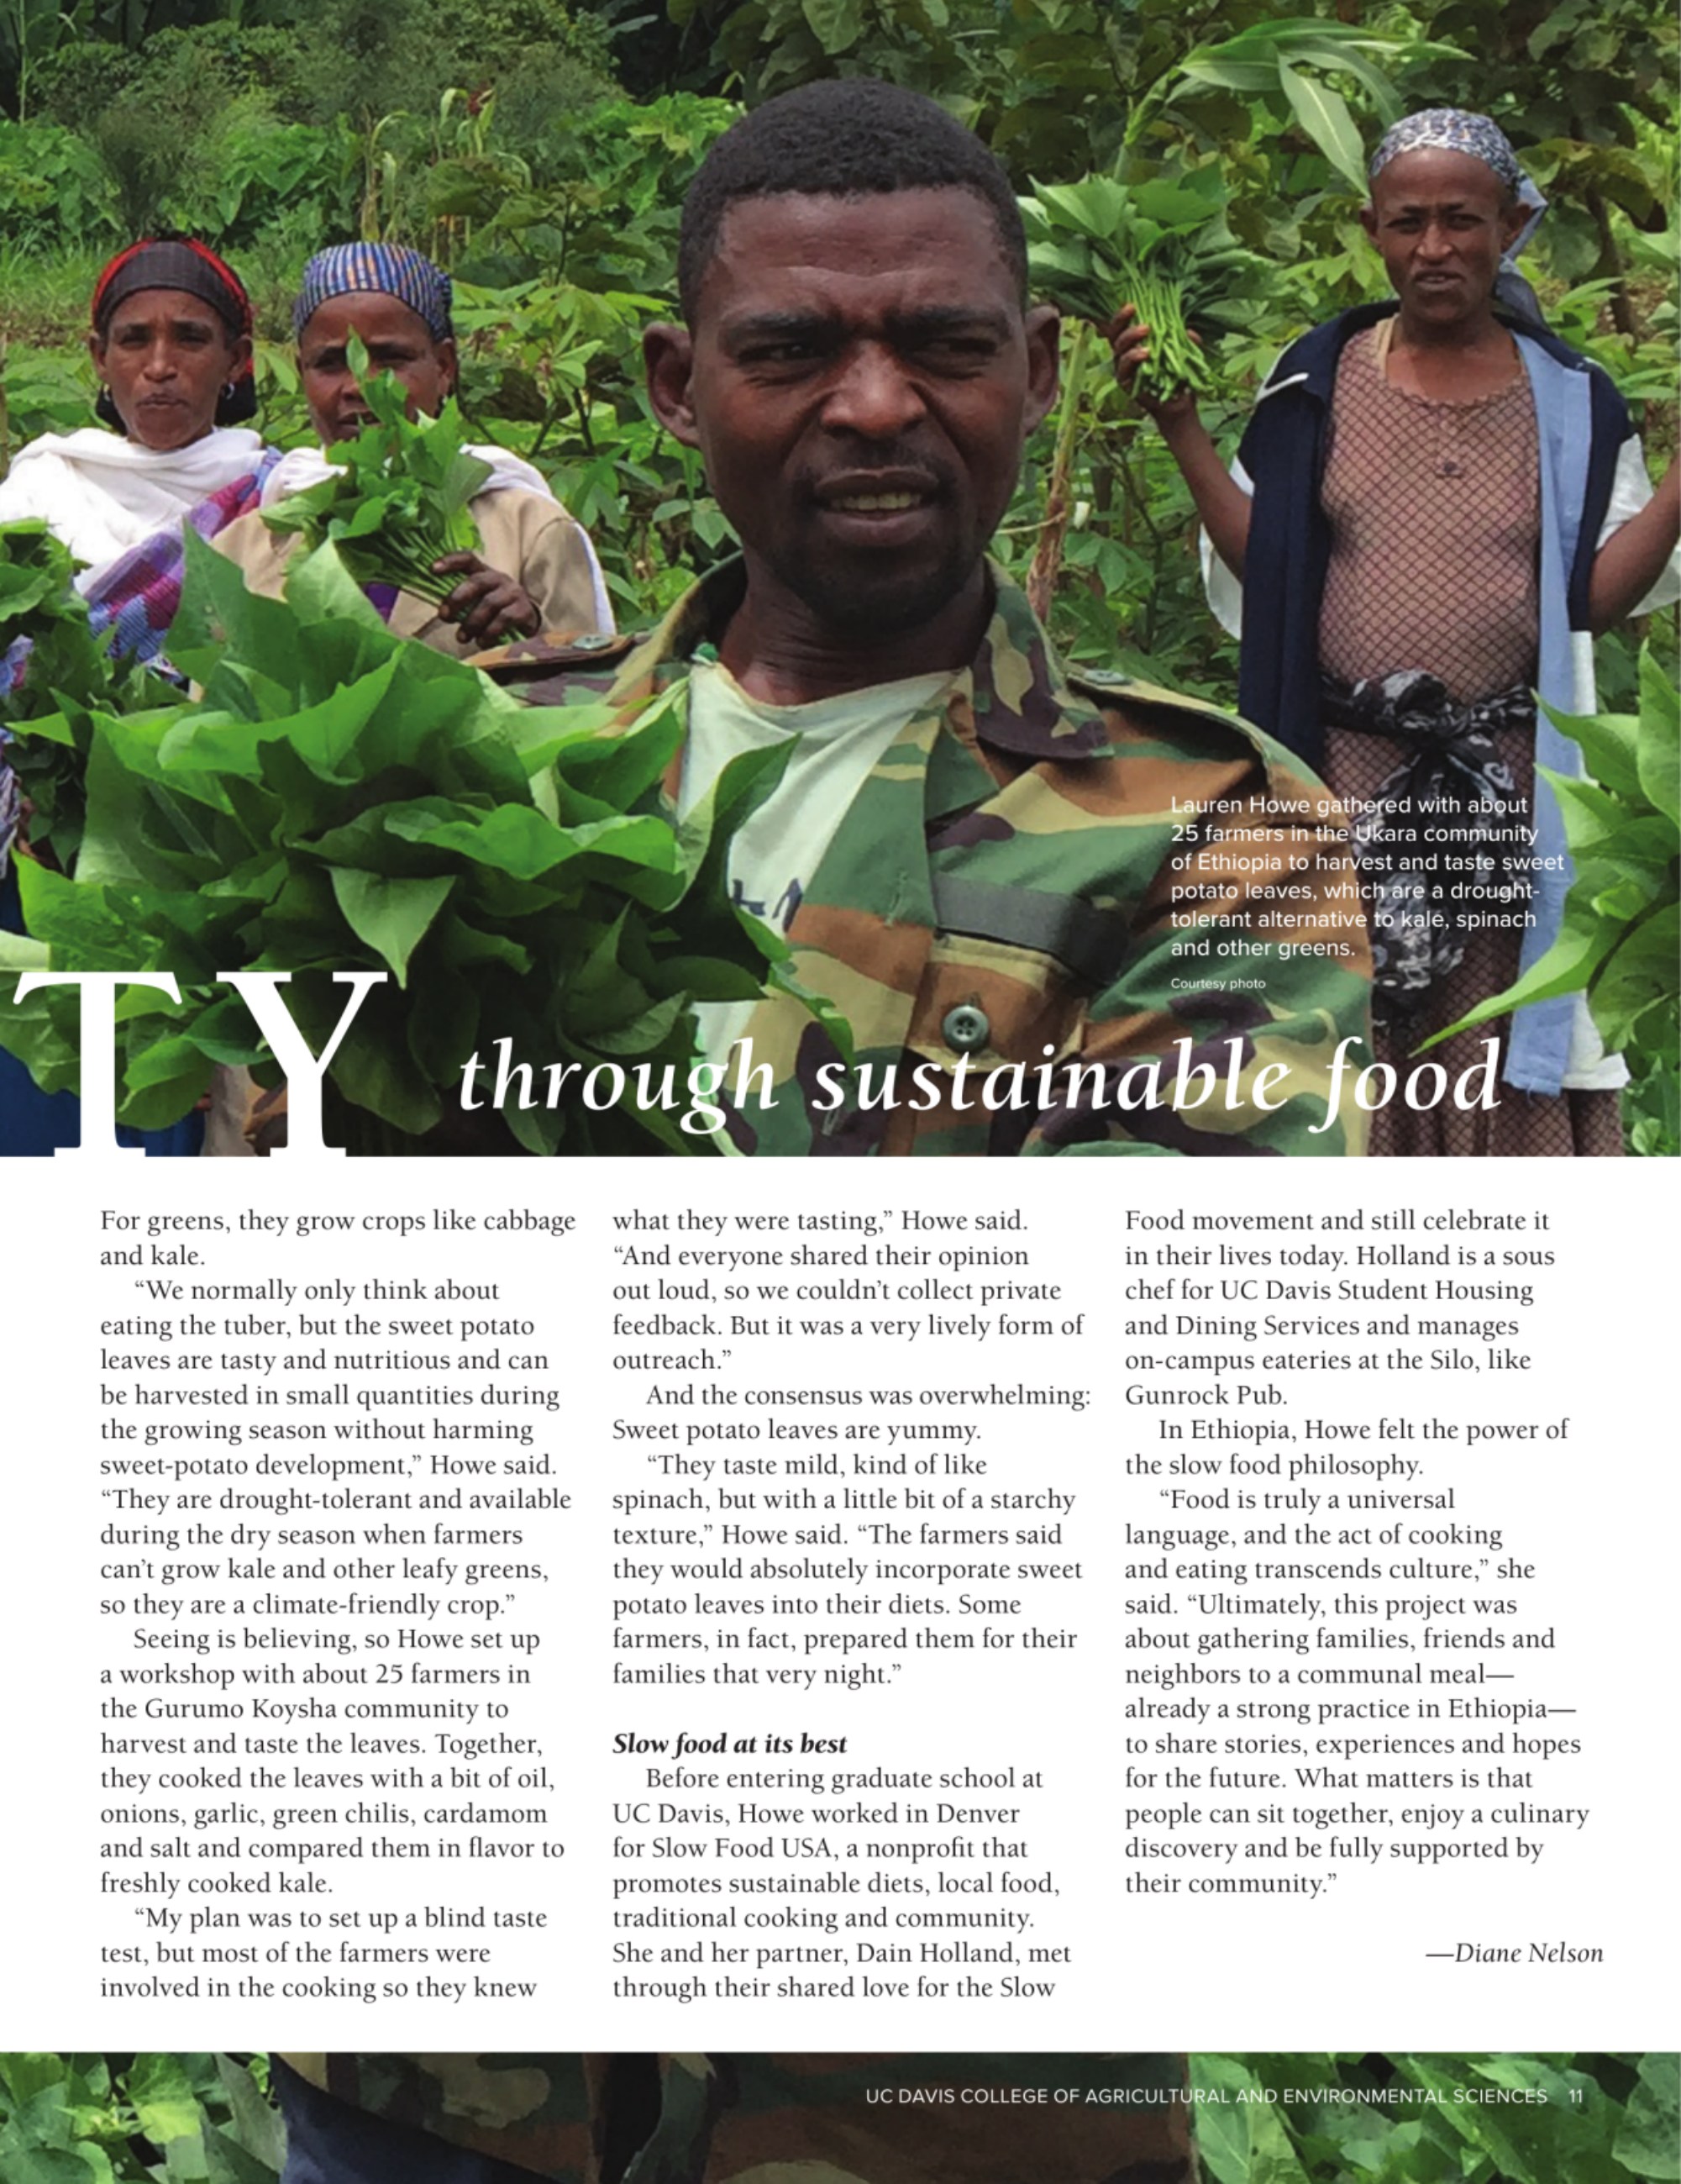 Lauren Howe gathered with about
25 farmers in the Ukara community
of Ethiopia to harvest and taste sweet
potato leaves, which are a drought-
tolerant alternative to kale, spinach
and other greens.
Courtesy photo
TY through sustainable food
For greens, they grow crops like cabbage
and kale.
“We normally only think about
eating the tuber, but the sweet potato
leaves are tasty and nutritious and can
be harvested in small quantities during
the growing season without harming
sweet-potato development,” Howe said.
“They are drought-tolerant and available
during the dry season when farmers
can’t grow kale and other leafy greens,
so they are a climate-friendly crop.”
Seeing is believing, so Howe set up
a workshop with about 25 farmers in
the Gurumo Koysha community to
harvest and taste the leaves. Together,
they cooked the leaves with a bit of oil,
onions, garlic, green chilis, cardamom
and salt and compared them in flavor to
freshly cooked kale.
“My plan was to set up a blind taste
test, but most of the farmers were
involved in the cooking so they knew
what they were tasting,” Howe said.
“And everyone shared their opinion
out loud, so we couldn’t collect private
feedback. But it was a very lively form of
outreach.”
And the consensus was overwhelming:
Sweet potato leaves are yummy.
“They taste mild, kind of like
spinach, but with a little bit of a starchy
texture,” Howe said. “The farmers said
they would absolutely incorporate sweet
potato leaves into their diets. Some
farmers, in fact, prepared them for their
families that very night.”
Slow food at its best
Before entering graduate school at
UC Davis, Howe worked in Denver
for Slow Food USA, a nonprofit that
promotes sustainable diets, local food,
traditional cooking and community.
She and her partner, Dain Holland, met
through their shared love for the Slow
Food movement and still celebrate it
in their lives today. Holland is a sous
chef for UC Davis Student Housing
and Dining Services and manages
on-campus eateries at the Silo, like
Gunrock Pub.
In Ethiopia, Howe felt the power of
the slow food philosophy.
“Food is truly a universal
language, and the act of cooking
and eating transcends culture,” she
said. “Ultimately, this project was
about gathering families, friends and
neighbors to a communal meal—
already a strong practice in Ethiopia—
to share stories, experiences and hopes
for the future. What matters is that
people can sit together, enjoy a culinary
discovery and be fully supported by
their community.”
—Diane Nelson
UC DAVIS COLLEGE OF AGRICULTURAL AND ENVIRONMENTAL SCIENCES 11